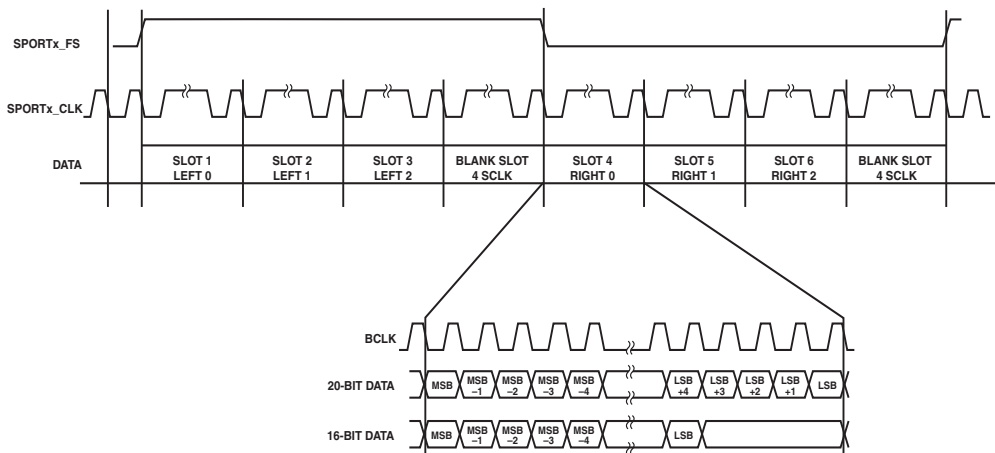 SPORTx_FS
SPORTx_CLK
DATA
SLOT 1
LEFT 0
SLOT 2
LEFT 1
SLOT 3
LEFT 2
BLANK SLOT
4 SCLK
SLOT 4
RIGHT 0
SLOT 5
RIGHT 1
SLOT 6
RIGHT 2
BLANK SLOT
4 SCLK
BCLK
20-BIT DATA
MSB
MSB
–1
MSB
–2
MSB
–3
MSB
–4
LSB
+4
LSB
+3
LSB
+2
LSB
+1
LSB
16-BIT DATA
MSB
MSB
–1
MSB
–2
MSB
–3
MSB
–4
LSB